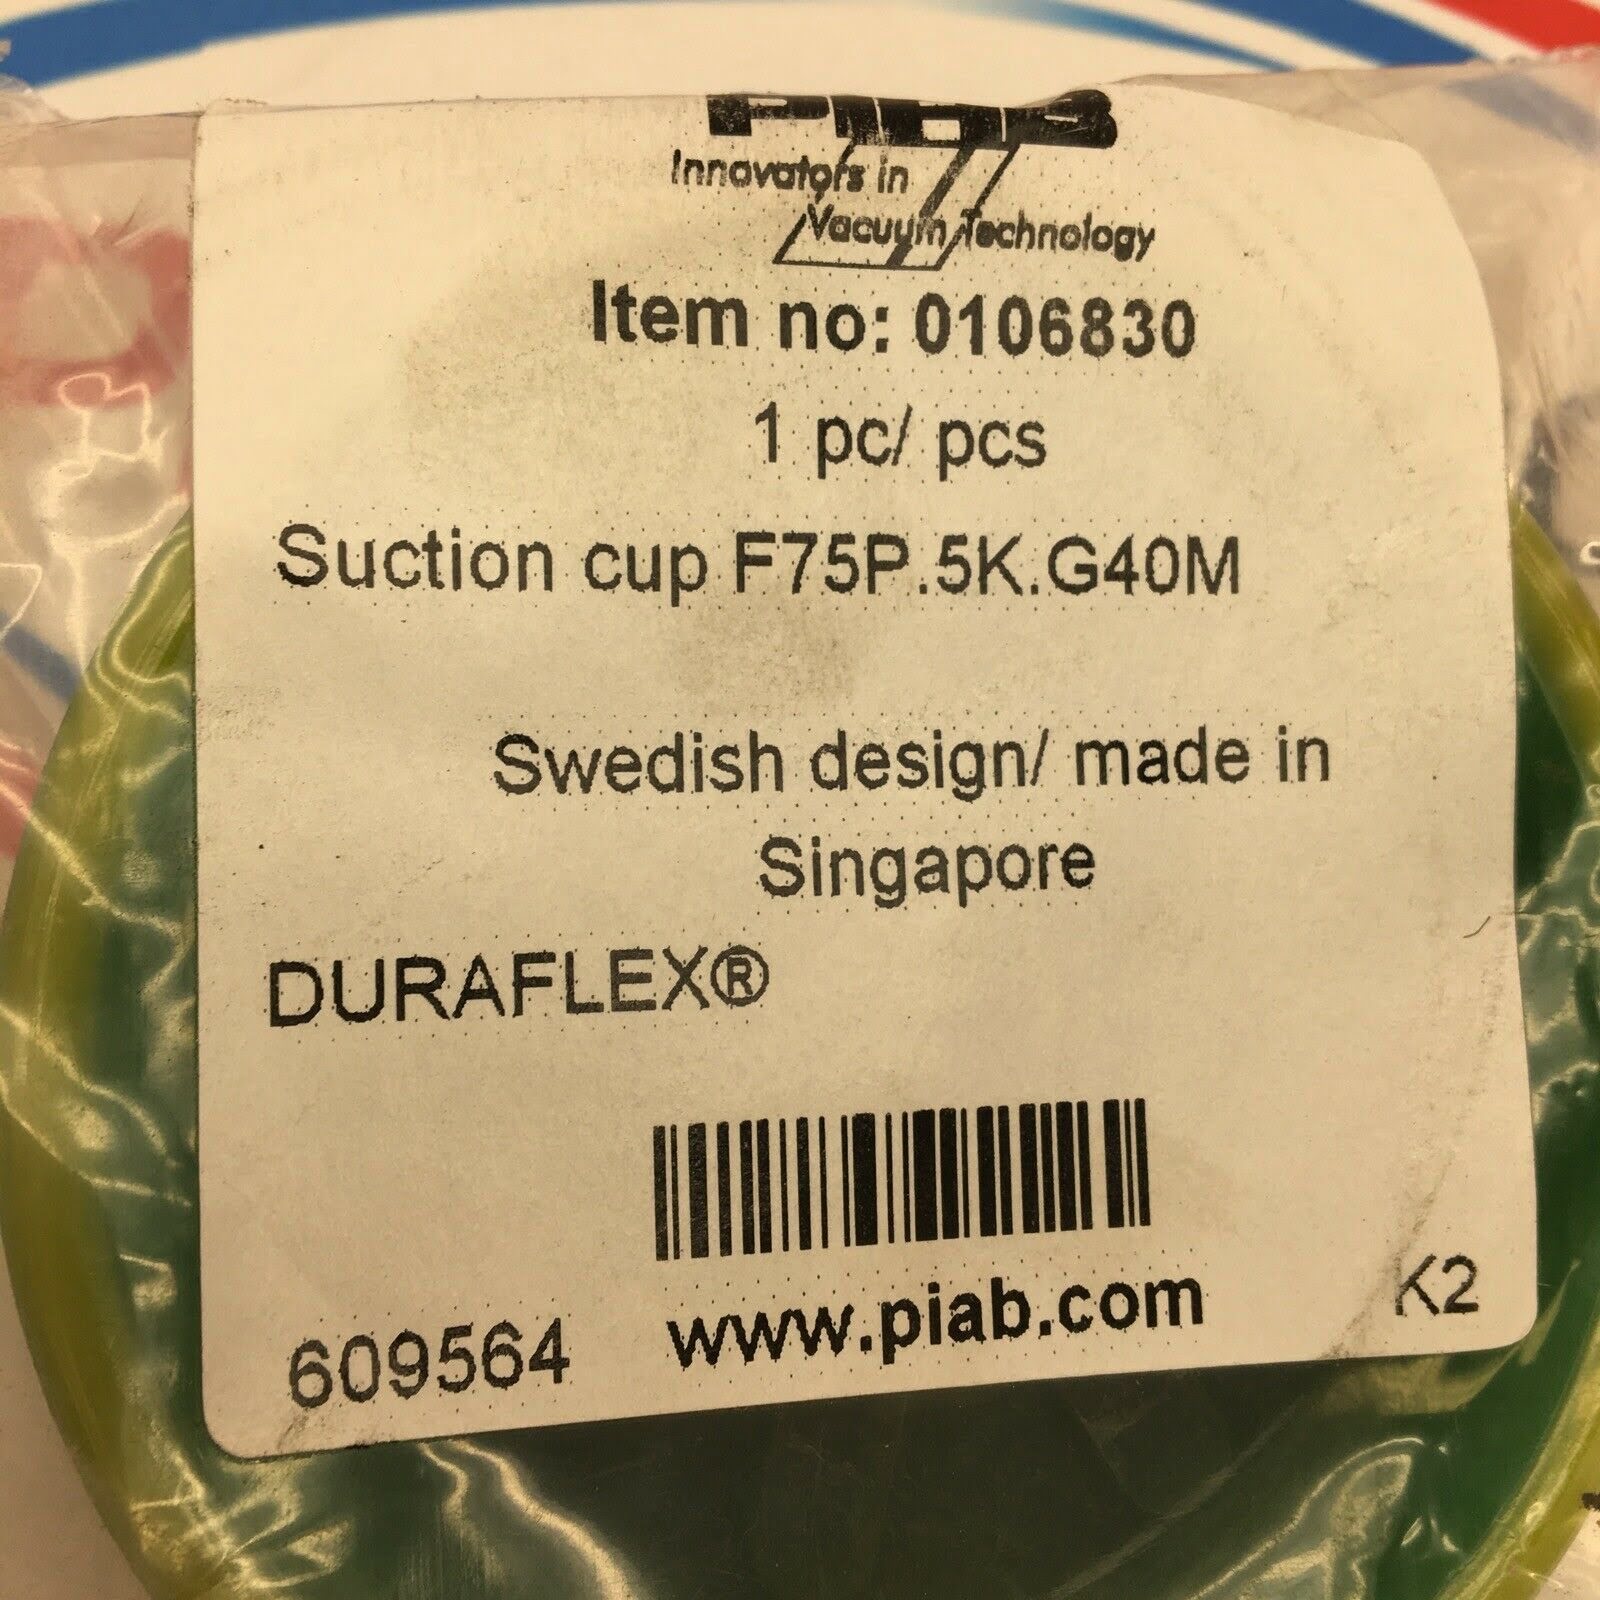 PIAB
Innovators in
Vacuum Technology
Item no: 0106830
1 pc/ pcs
Suction cup F75P.5K.G40M
Swedish design/ made in
Singapore
DURAFLEX®
www.piab.com
609564
K2